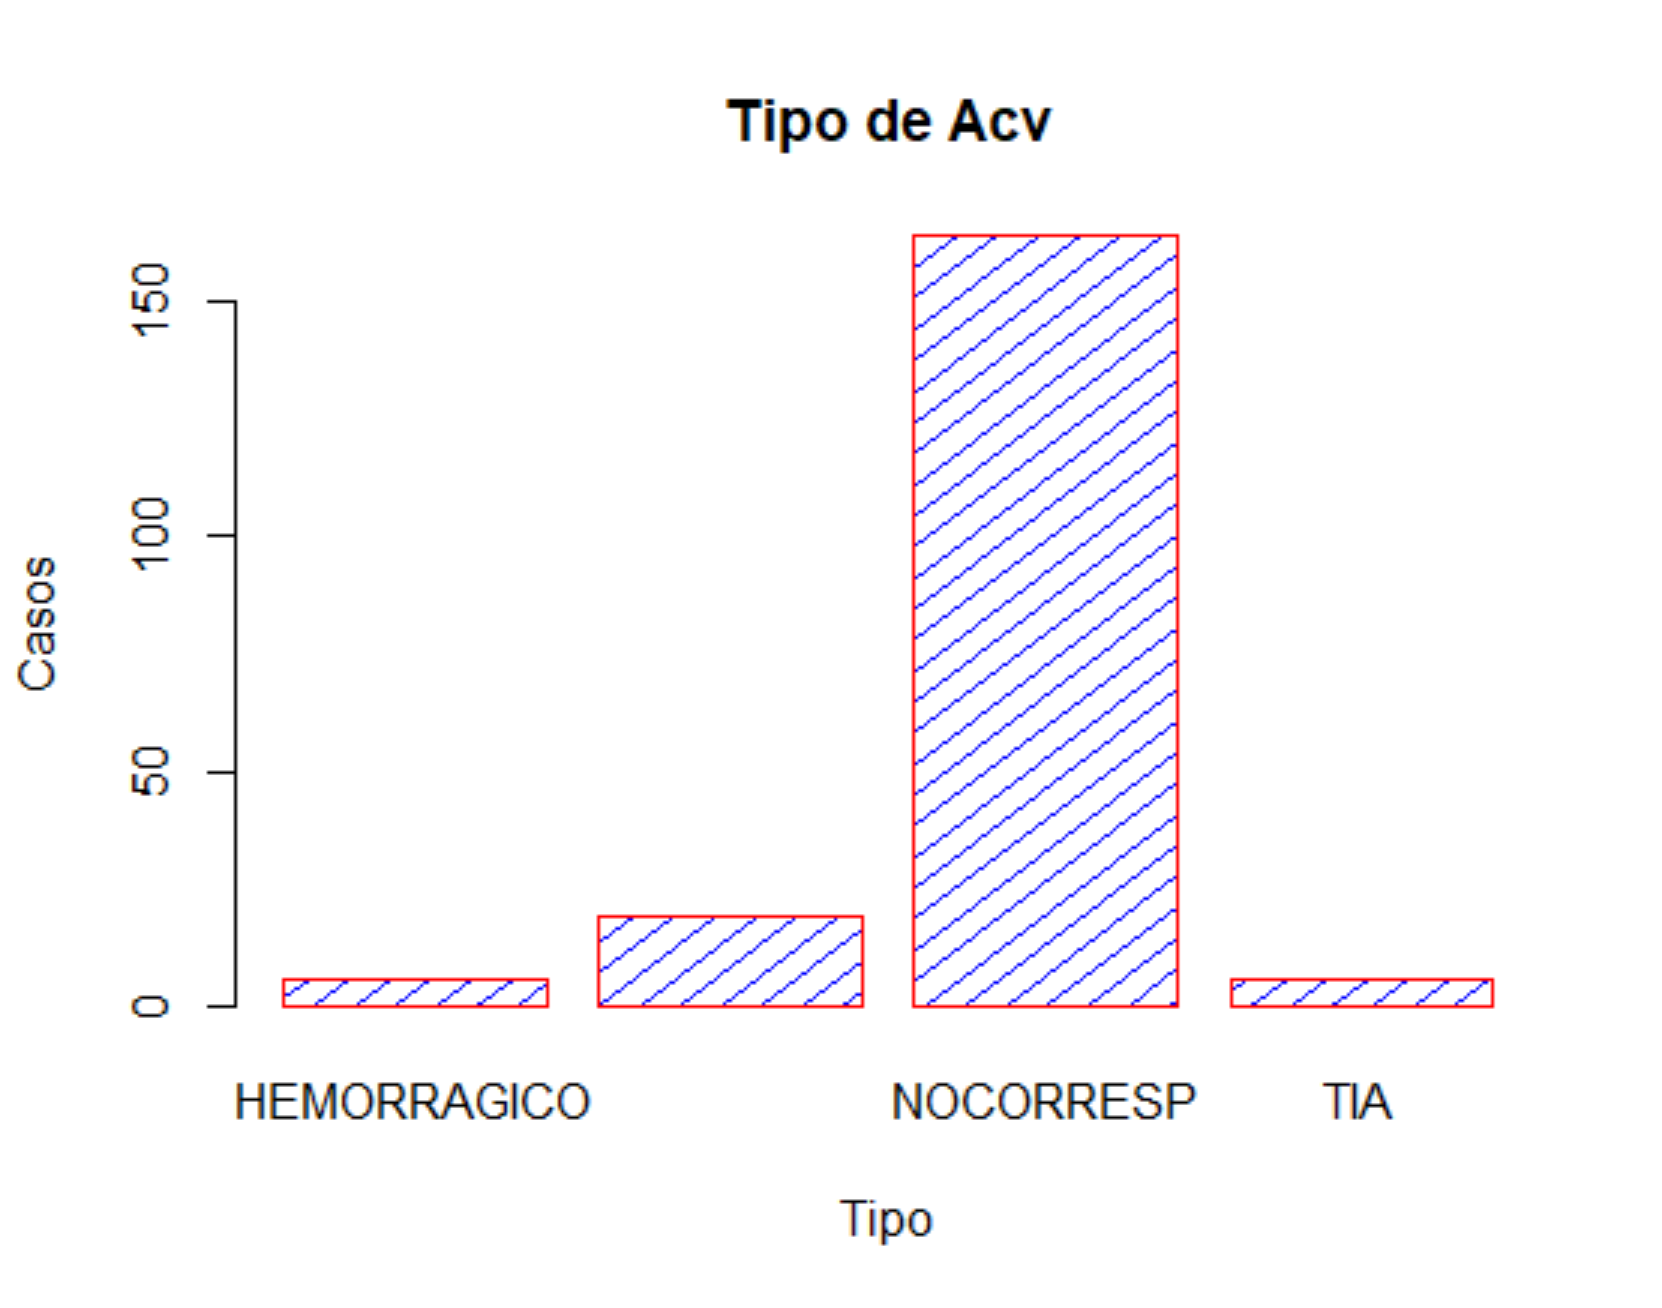 Tipo de Acv
150
100
50
0
Casos
HEMORRAGICO NOCORRESP TIA
Tipo